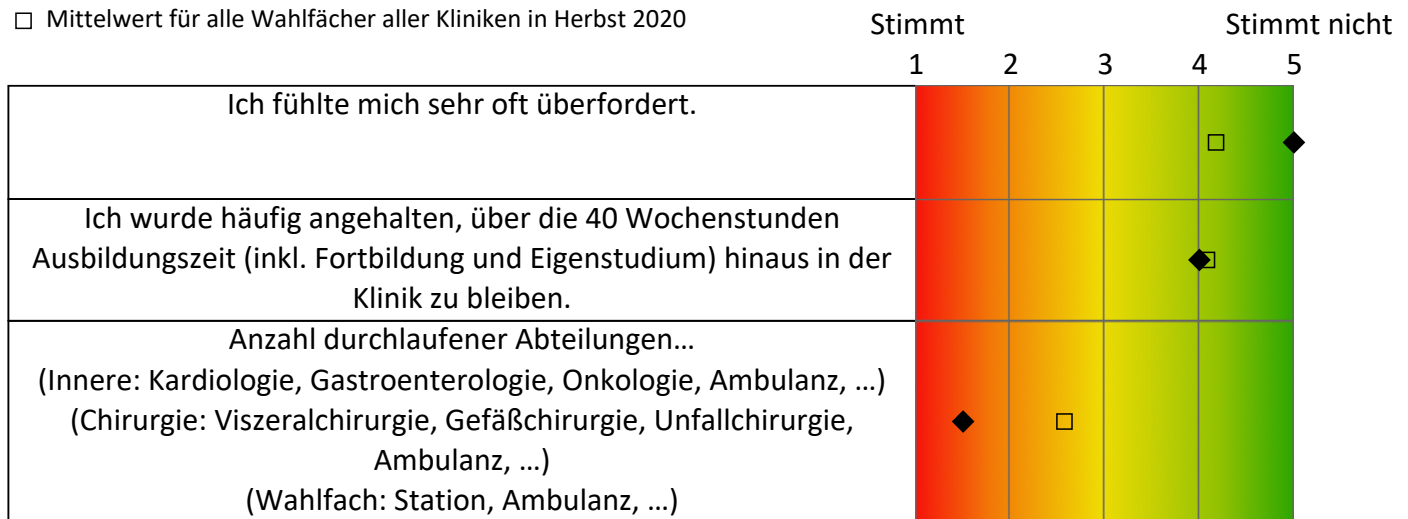 □ Mittelwert für alle Wahlfächer aller Kliniken in Herbst 2020
Stimmt Stimmt nicht
1 2 3 4 5
Ich fühlte mich sehr oft überfordert.
Ich wurde häufig angehalten, über die 40 Wochenstunden
Ausbildungszeit (inkl. Fortbildung und Eigenstudium) hinaus in der
Klinik zu bleiben.
Anzahl durchlaufener Abteilungen…
(Innere: Kardiologie, Gastroenterologie, Onkologie, Ambulanz, …)
(Chirurgie: Viszeralchirurgie, Gefäßchirurgie, Unfallchirurgie,
Ambulanz, …)
(Wahlfach: Station, Ambulanz, …)